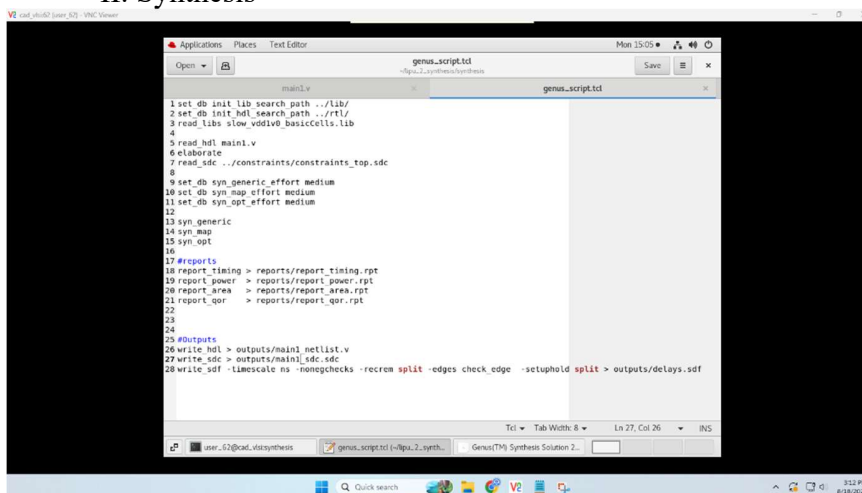 II. Synthesis
cad_vlsi62 (user_62) - VNC Viewer
Applications Places Text Editor
Mon 15:05
Open
genus_script.tcl
~/lipu_2_synthesis/synthesis
Save
main1.v
genus_script.tcl
1 set_db init_lib_search_path ../lib/
2 set_db init_hdl_search_path ../rtl/
3 read_libs slow_vdd1v0_basicCells.lib
4
5 read_hdl main1.v
6 elaborate
7 read_sdc ../constraints/constraints_top.sdc
8
9 set_db syn_generic_effort medium
10 set_db syn_map_effort medium
11 set_db syn_opt_effort medium
12
13 syn_generic
14 syn_map
15 syn_opt
16
17 #reports
18 report_timing > reports/report_timing.rpt
19 report_power > reports/report_power.rpt
20 report_area > reports/report_area.rpt
21 report_qor > reports/report_qor.rpt
22
23
24
25 #Outputs
26 write_hdl > outputs/main1_netlist.v
27 write_sdc > outputs/main1_sdc.sdc
28 write_sdf -timescale ns -nonegchecks -recrem split -edges check_edge -setuphold split > outputs/delays.sdf
Tcl Tab Width: 8 Ln 27, Col 26 INS
user_62@cad_vlsi:synthesis
genus_script.tcl (~/lipu_2_synth...
Genus(TM) Synthesis Solution 2...
Quick search
3:12